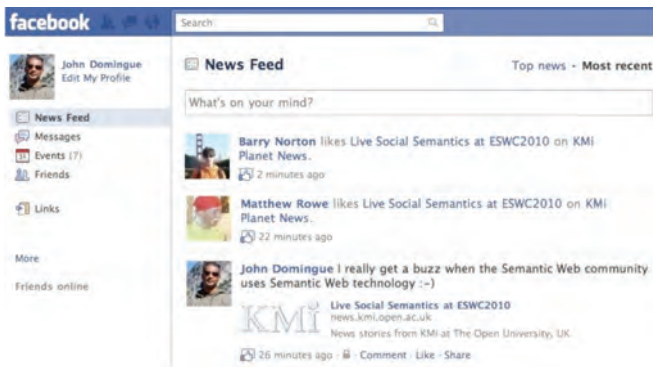 facebook
Search
John Domingue
Edit My Profile
News Feed
Messages
31 Events (7)
Friends
Links
More
Friends online
News Feed
Top news · Most recent
What's on your mind?
Barry Norton likes Live Social Semantics at ESWC2010 on KMi
Planet News.
2 minutes ago
Matthew Rowe likes Live Social Semantics at ESWC2010 on KMi
Planet News.
22 minutes ago
John Domingue I really get a buzz when the Semantic Web community
uses Semantic Web technology :-)
KMi
Live Social Semantics at ESWC2010
news.kmi.open.ac.uk
News stories from KMi at The Open University, UK
26 minutes ago · Comment · Like · Share